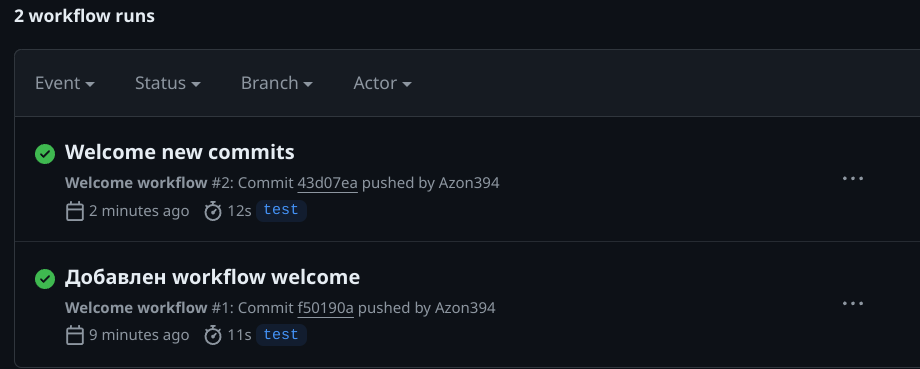 2 workflow runs
Event Status Branch Actor
Welcome new commits
Welcome workflow #2: Commit 43d07ea pushed by Azon394
2 minutes ago 12s test
Добавлен workflow welcome
Welcome workflow #1: Commit f50190a pushed by Azon394
9 minutes ago 11s test